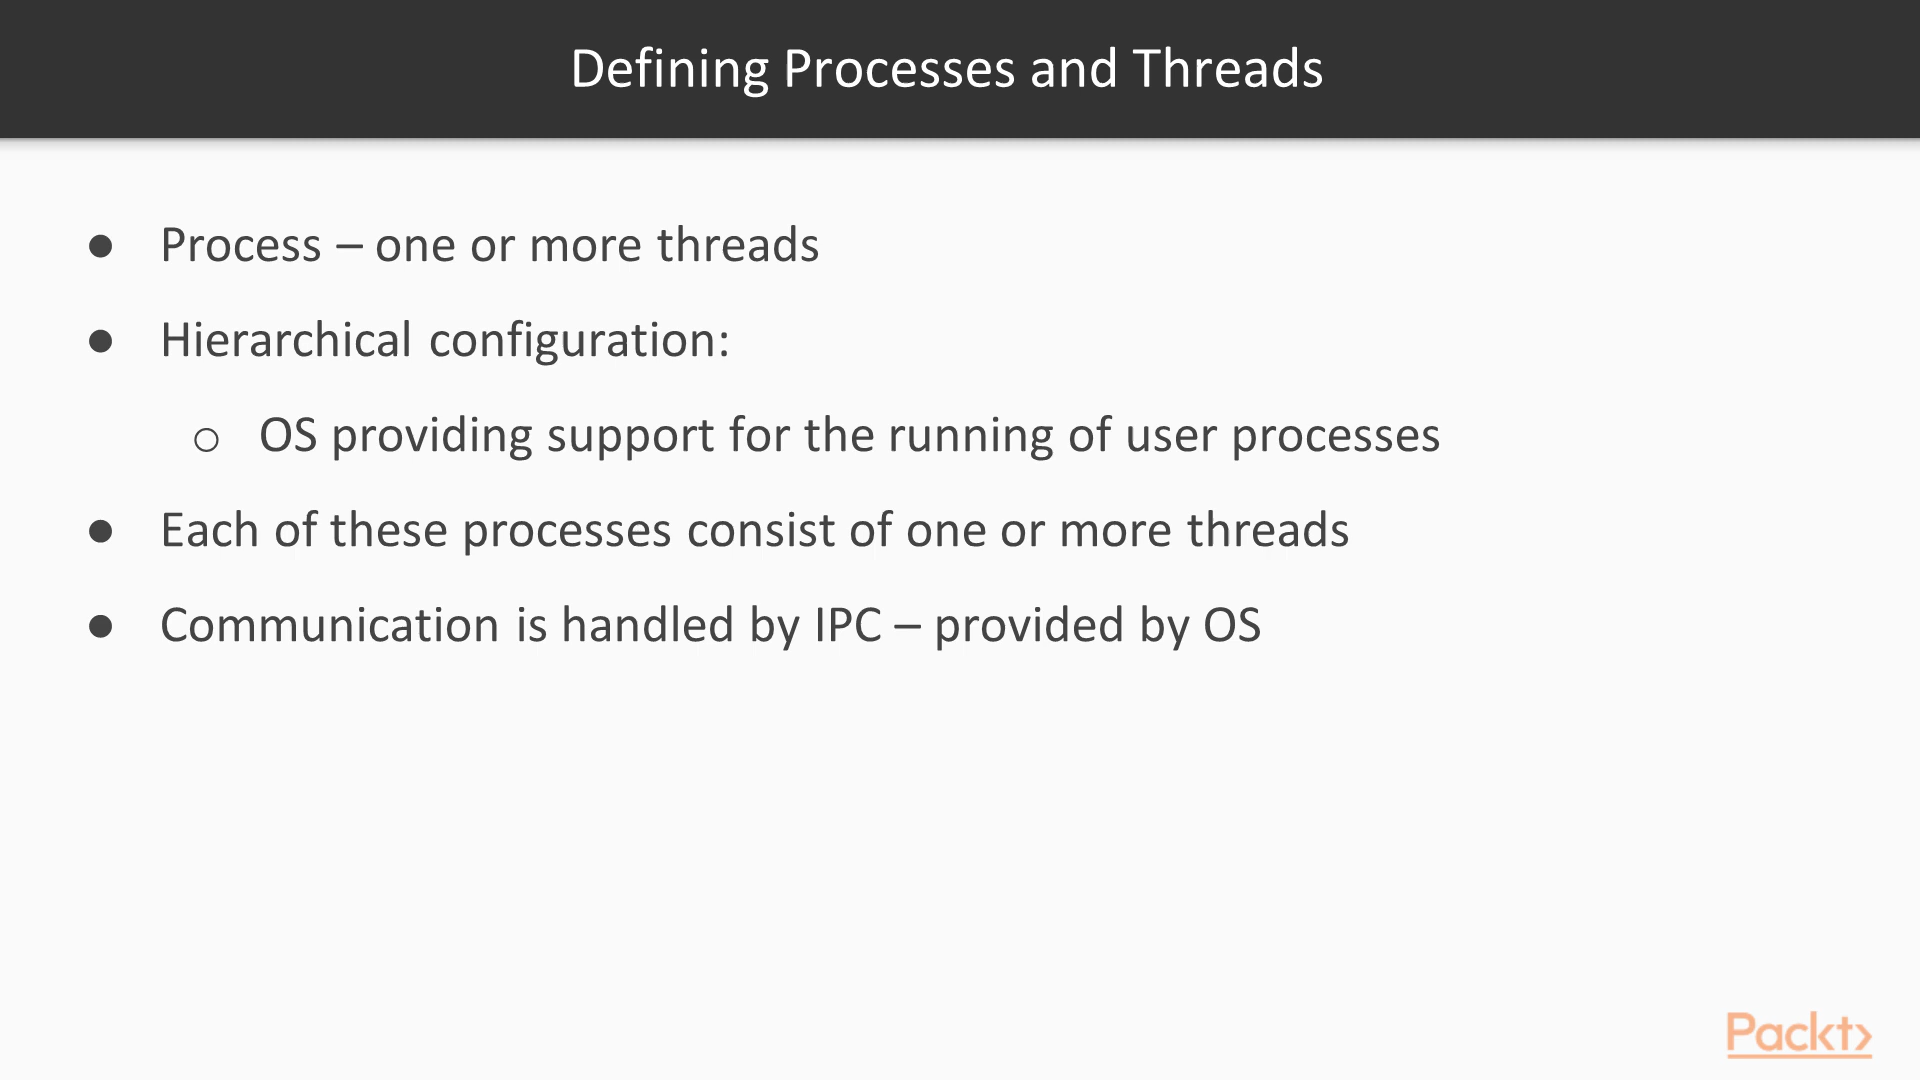 Defining Processes and Threads
● Process – one or more threads
● Hierarchical configuration:
○ OS providing support for the running of user processes
● Each of these processes consist of one or more threads
● Communication is handled by IPC – provided by OS
Packt>